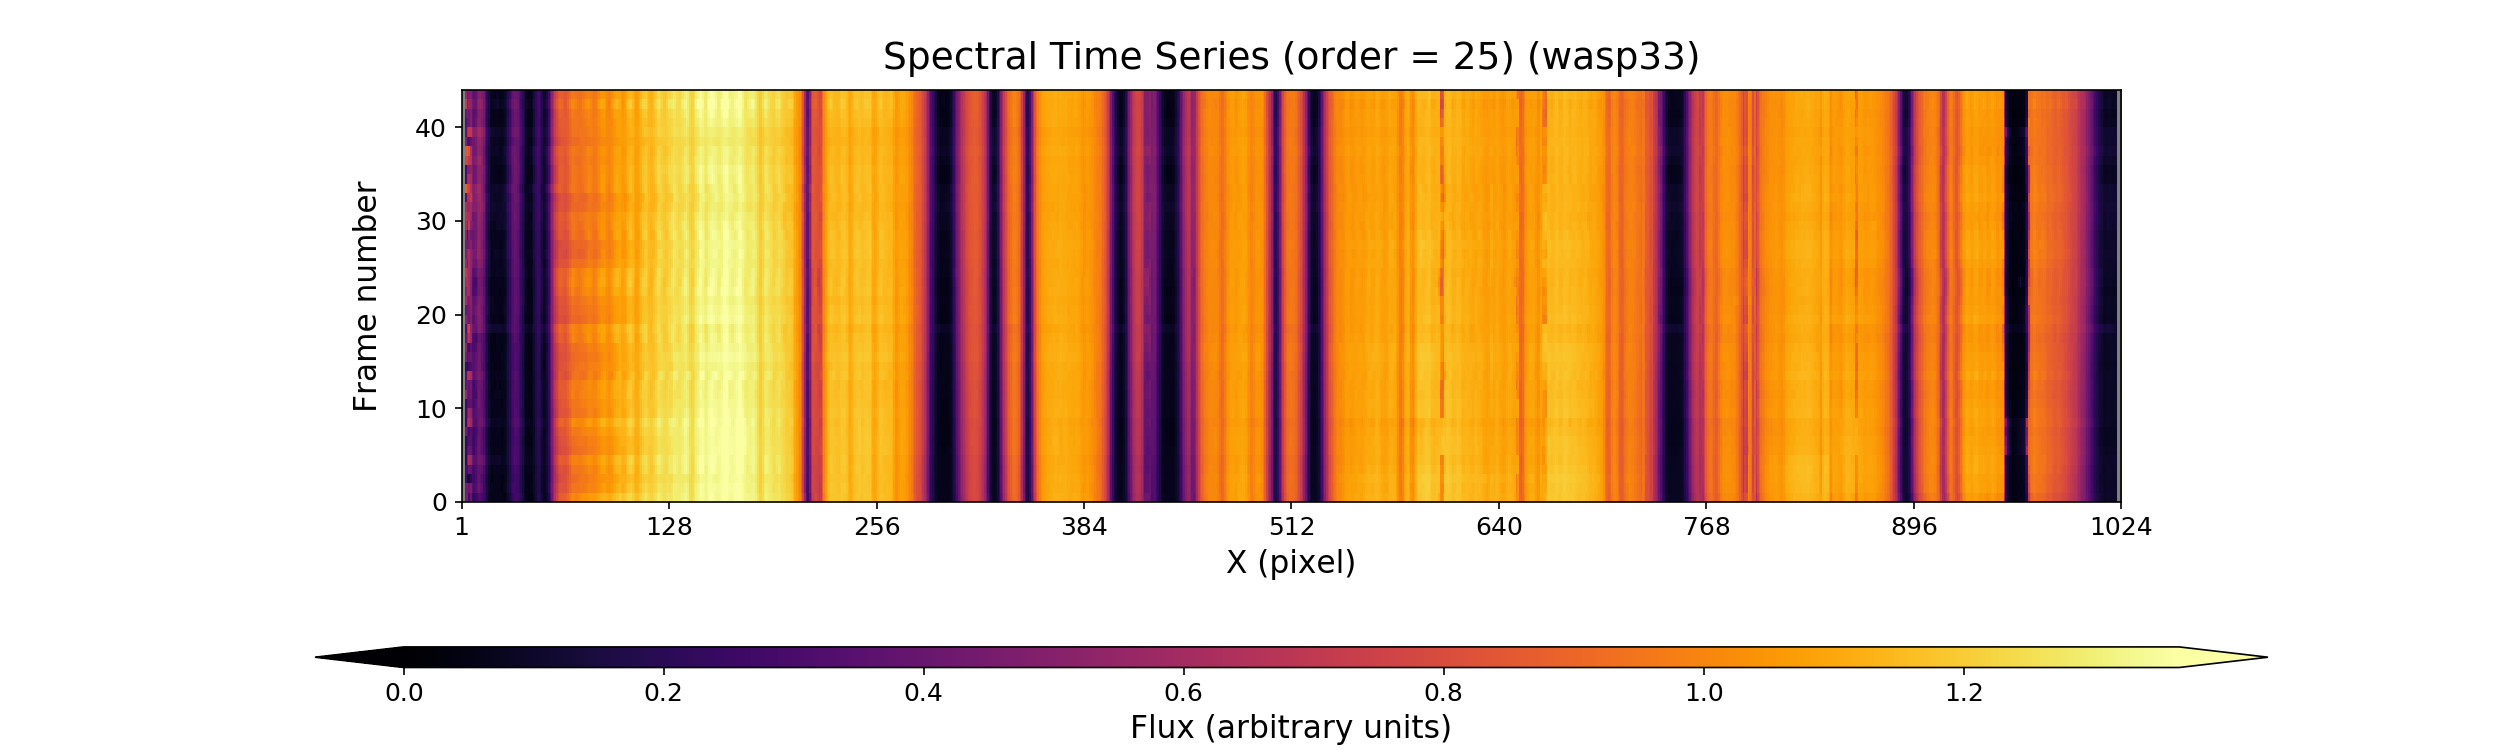 Spectral Time Series (order = 25) (wasp33)
40
30
20
10
0
Frame number
1 128 256 384 512 640 768 896 1024
X (pixel)
0.0 0.2 0.4 0.6 0.8 1.0 1.2
Flux (arbitrary units)